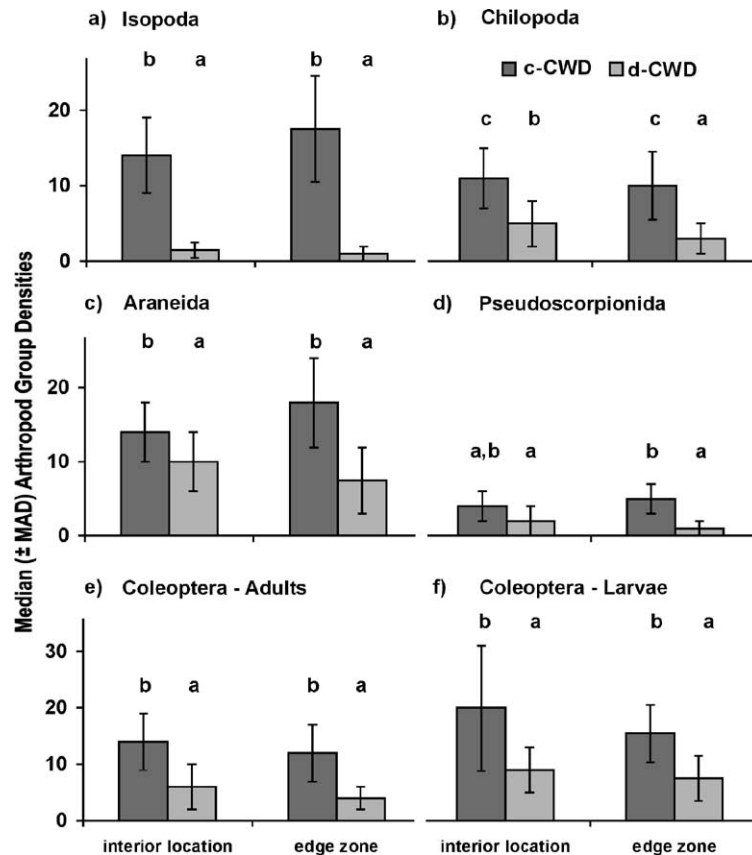 a) Isopoda
b) Chilopoda
c-CWD d-CWD
b a b a
c b c a
20
10
0
c) Araneida
d) Pseudoscorpionida
b a b a
a,b a b a
20
10
0
e) Coleoptera - Adults
f) Coleoptera - Larvae
b a b a
b a b a
30
20
10
0
interior location edge zone
interior location edge zone
Median (± MAD) Arthropod Group Densities